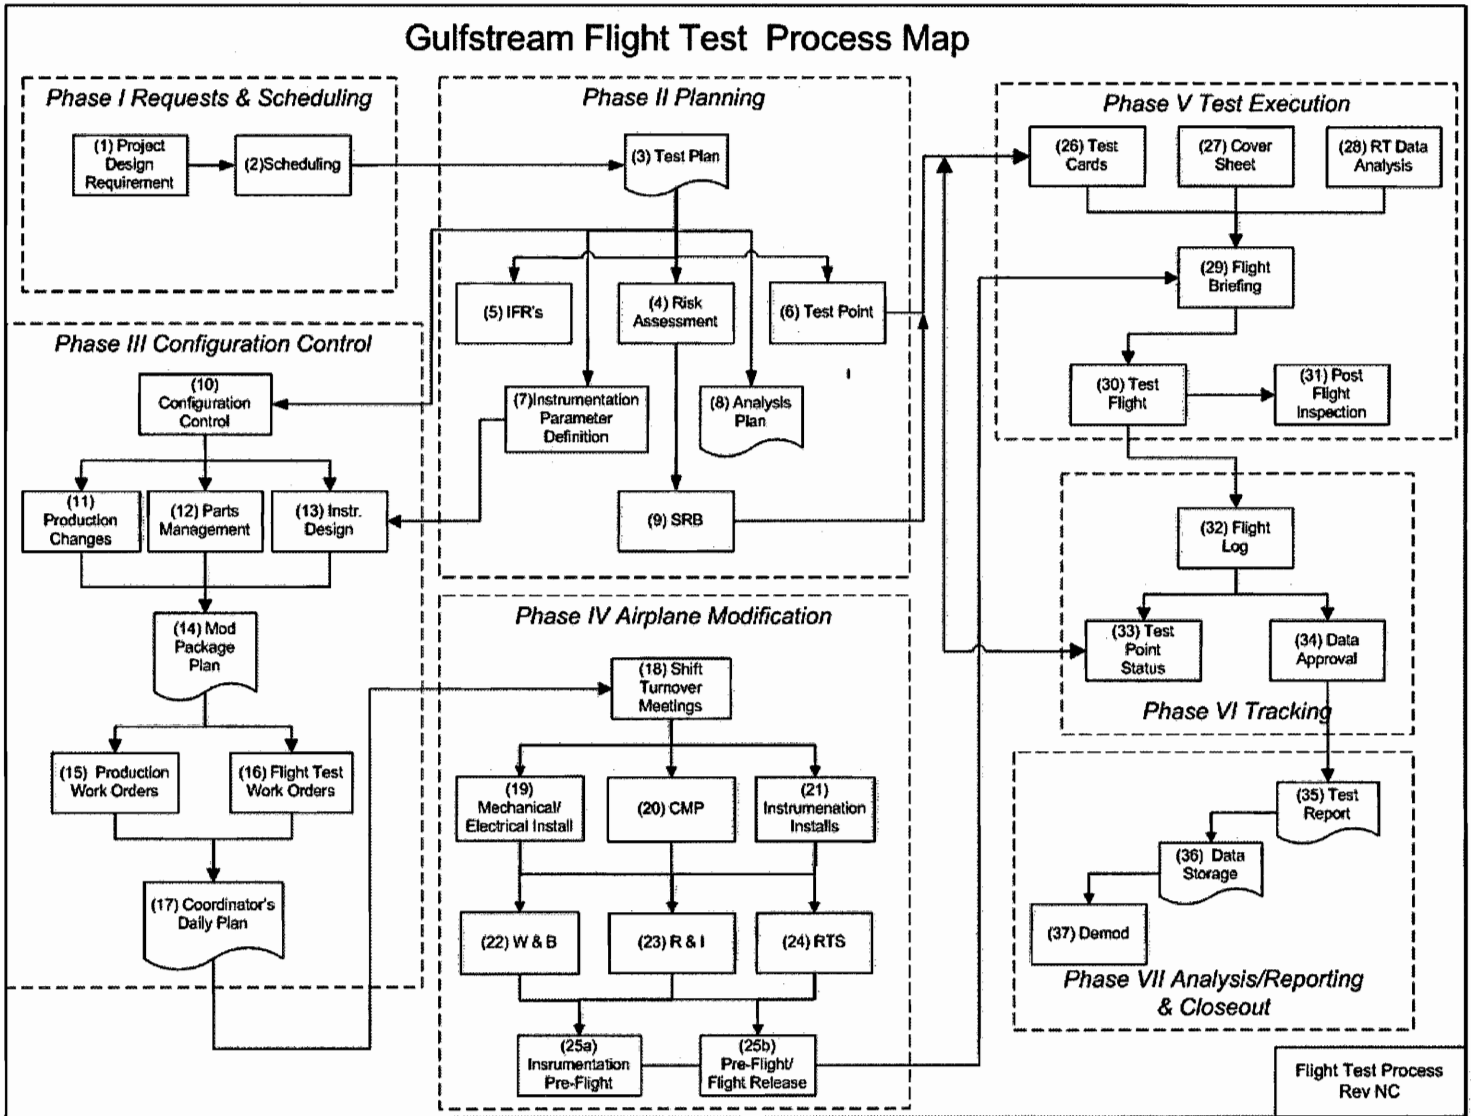 Gulfstream Flight Test Process Map
Phase I Requests & Scheduling
(1) Project
Design
Requirement
(2)Scheduling
Phase II Planning
(3) Test Plan
(5) IFR's
(4) Risk
Assessment
(6) Test Point
(7)Instrumentation
Parameter
Definition
(8) Analysis
Plan
(9) SRB
Phase III Configuration Control
(10)
Configuration
Control
(11)
Production
Changes
(12) Parts
Management
(13) Instr.
Design
(14) Mod
Package
Plan
(15) Production
Work Orders
(16) Flight Test
Work Orders
(17) Coordinator's
Daily Plan
Phase IV Airplane Modification
(18) Shift
Turnover
Meetings
(19)
Mechanical/
Electrical Install
(20) CMP
(21)
Instrumenation
Installs
(22) W & B
(23) R & I
(24) RTS
(25a)
Insrumentation
Pre-Flight
(25b)
Pre-Flight/
Flight Release
Phase V Test Execution
(26) Test
Cards
(27) Cover
Sheet
(28) RT Data
Analysis
(29) Flight
Briefing
(30) Test
Flight
(31) Post
Flight
Inspection
(32) Flight
Log
(33) Test
Point
Status
(34) Data
Approval
Phase VI Tracking
(35) Test
Report
(36) Data
Storage
(37) Demod
Phase VII Analysis/Reporting
& Closeout
Flight Test Process
Rev NC